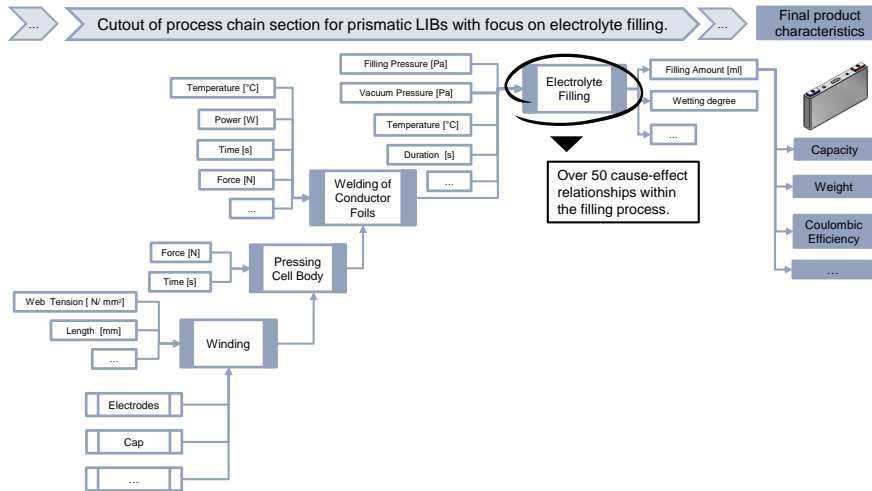 ...
Cutout of process chain section for prismatic LIBs with focus on electrolyte filling.
...
Final product
characteristics
Filling Pressure [Pa]
Vacuum Pressure [Pa]
Temperature [°C]
Duration [s]
...
Electrolyte
Filling
Filling Amount [ml]
Wetting degree
...
Temperature [°C]
Power [W]
Time [s]
Force [N]
...
Welding of
Conductor
Foils
Over 50 cause-effect
relationships within
the filling process.
Capacity
Weight
Coulombic
Efficiency
...
Force [N]
Time [s]
Pressing
Cell Body
Web Tension [ N/ mm²]
Length [mm]
...
Winding
Electrodes
Cap
...